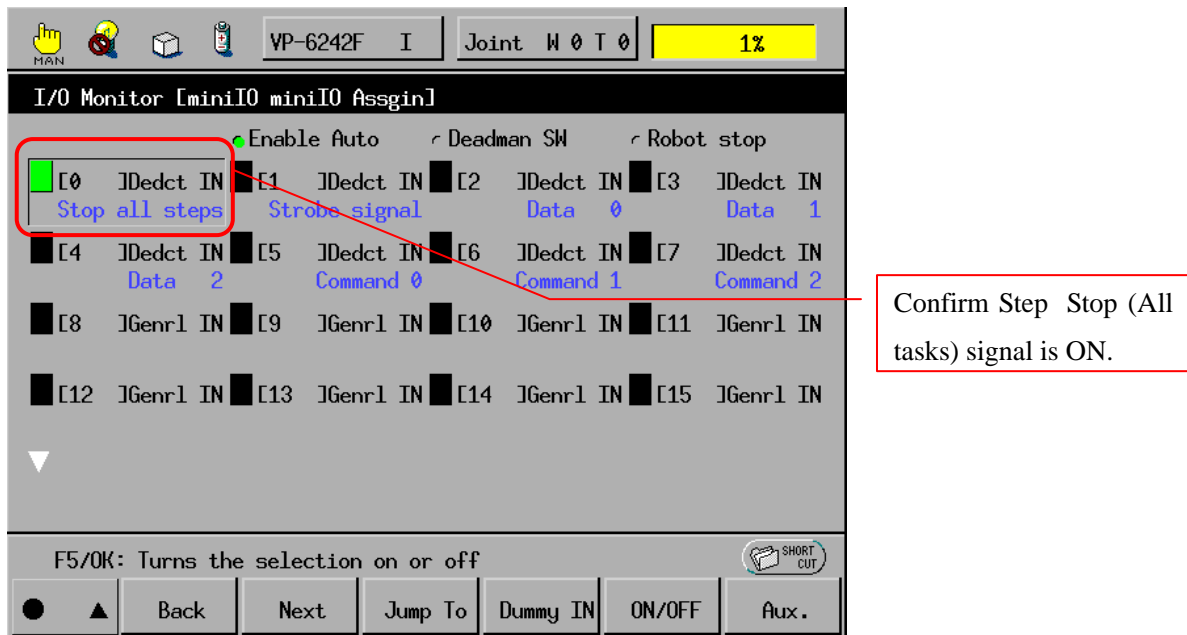 MAN VP-6242F I Joint W 0 T 0 1%
I/O Monitor [miniIO miniIO Assgin]
Enable Auto Deadman SW Robot stop
[0 ]Dedct IN [1 ]Dedct IN [2 ]Dedct IN [3 ]Dedct IN
Stop all steps Strobe signal Data 0 Data 1
[4 ]Dedct IN [5 ]Dedct IN [6 ]Dedct IN [7 ]Dedct IN
Data 2 Command 0 Command 1 Command 2
[8 ]Genrl IN [9 ]Genrl IN [10 ]Genrl IN [11 ]Genrl IN
[12 ]Genrl IN [13 ]Genrl IN [14 ]Genrl IN [15 ]Genrl IN
Confirm Step Stop (All
tasks) signal is ON.
F5/OK: Turns the selection on or off
SHORT
CUT
Back Next Jump To Dummy IN ON/OFF Aux.